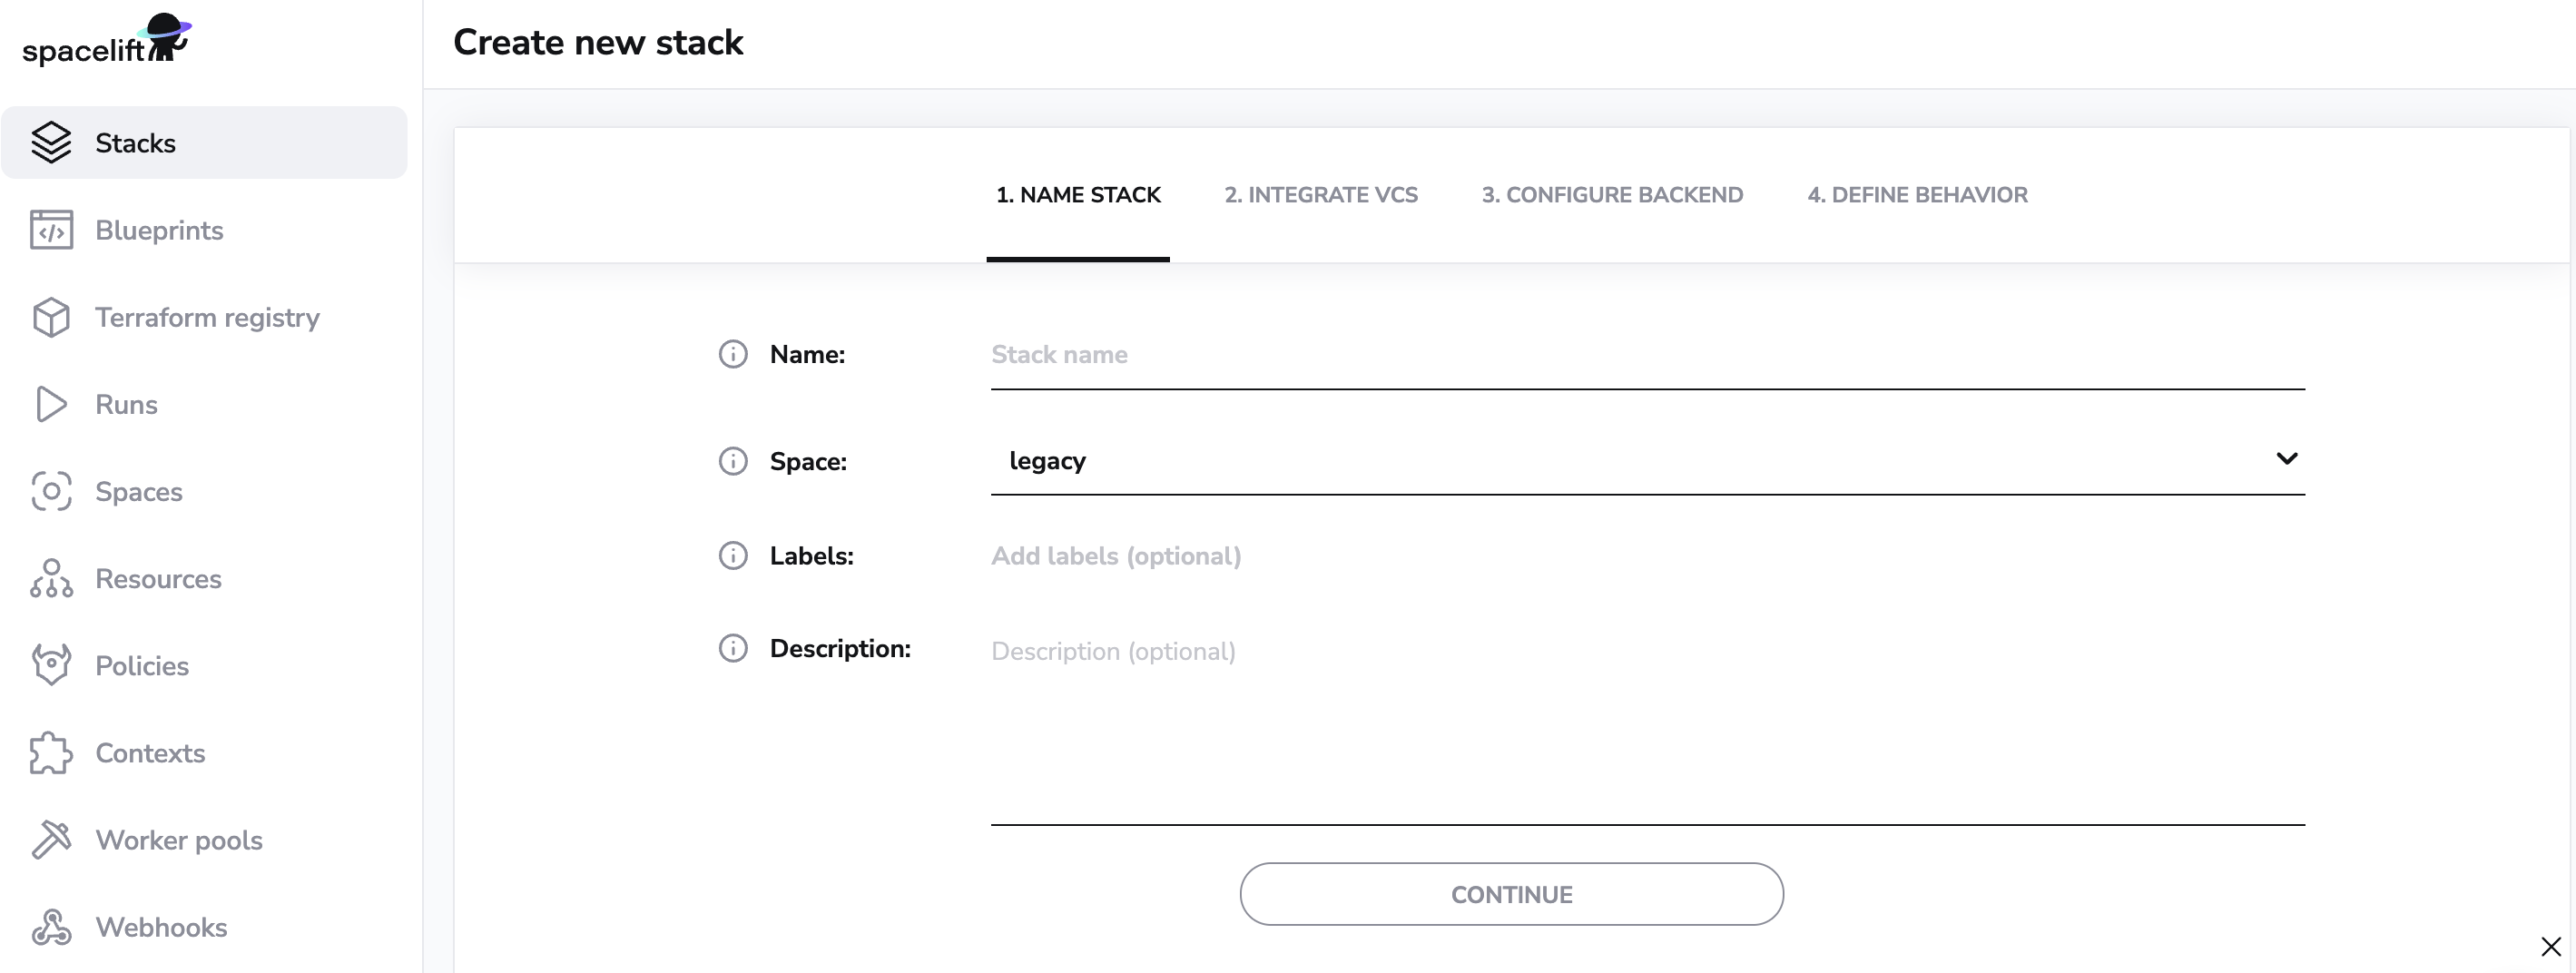 spacelift
Create new stack
Stacks
Blueprints
Terraform registry
Runs
Spaces
Resources
Policies
Contexts
Worker pools
Webhooks
1. NAME STACK
2. INTEGRATE VCS
3. CONFIGURE BACKEND
4. DEFINE BEHAVIOR
Name: Stack name
Space: legacy
Labels: Add labels (optional)
Description: Description (optional)
CONTINUE